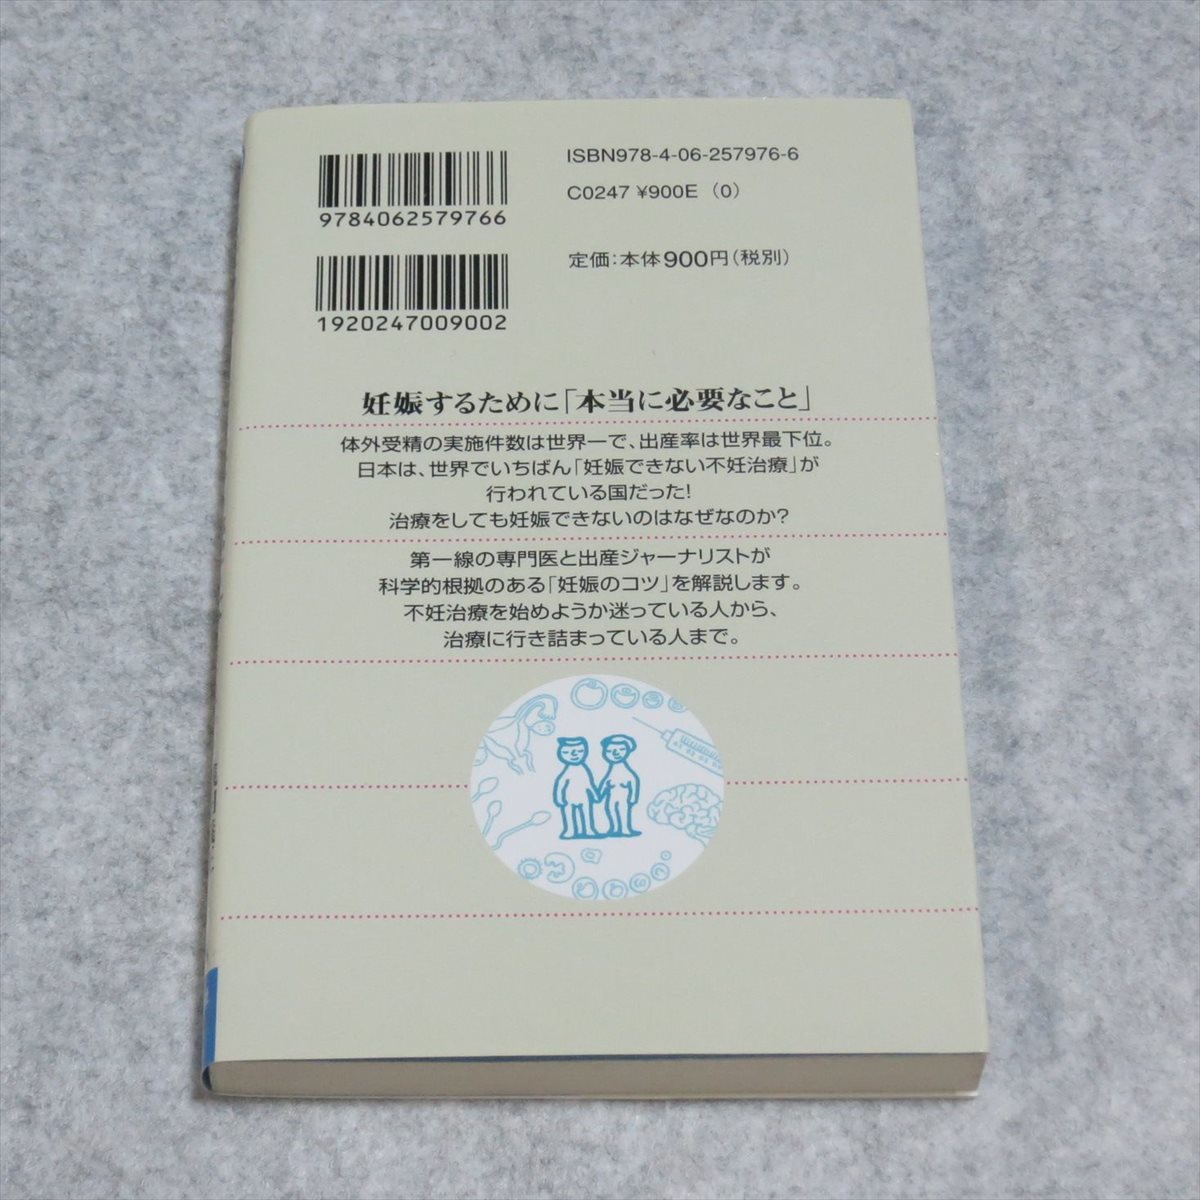 ISBN978-4-06-257976-6
9784062579766
C0247 ¥900E (0)
定価：本体900円（税別）
1920247009002
妊娠するために「本当に必要なこと」
体外受精の実施件数は世界一で、出産率は世界最下位。
日本は、世界でいちばん「妊娠できない不妊治療」が
行われている国だった!
治療をしても妊娠できないのはなぜなのか?
第一線の専門医と出産ジャーナリストが
科学的根拠のある「妊娠のコツ」を解説します。
不妊治療を始めようか迷っている人から、
治療に行き詰まっている人まで。